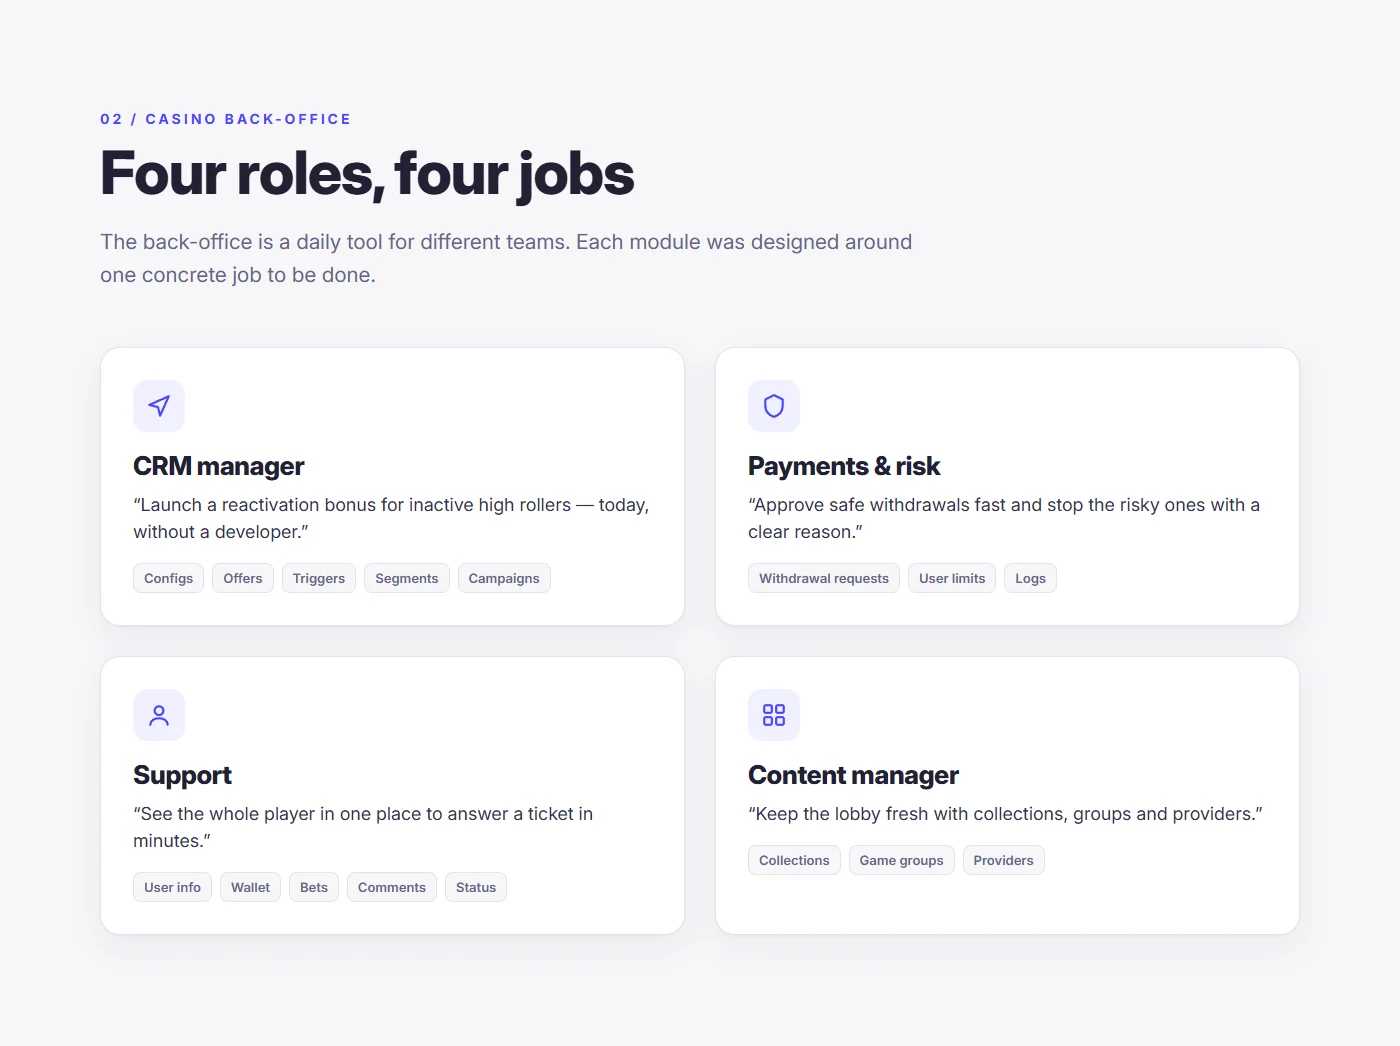 02 / CASINO BACK-OFFICE
Four roles, four jobs
The back-office is a daily tool for different teams. Each module was designed around
one concrete job to be done.
CRM manager
“Launch a reactivation bonus for inactive high rollers — today,
without a developer.”
Configs Offers Triggers Segments Campaigns
Payments & risk
“Approve safe withdrawals fast and stop the risky ones with a
clear reason.”
Withdrawal requests User limits Logs
Support
“See the whole player in one place to answer a ticket in
minutes.”
User info Wallet Bets Comments Status
Content manager
“Keep the lobby fresh with collections, groups and providers.”
Collections Game groups Providers